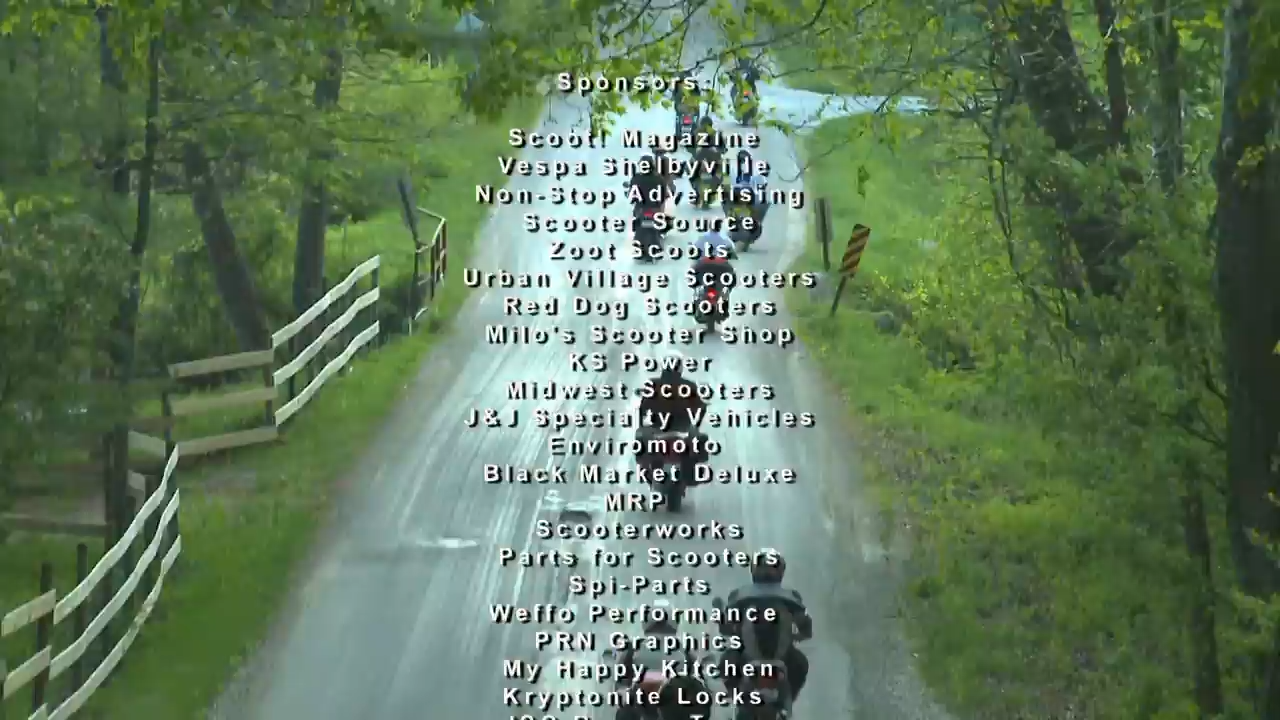 Sponsors:
Scoot! Magazine
Vespa Shelbyville
Non-Stop Advertising
Scooter Source
Zoot Scoots
Urban Village Scooters
Red Dog Scooters
Milo's Scooter Shop
KS Power
Midwest Scooters
J&J Specialty Vehicles
Enviromoto
Black Market Deluxe
MRP
Scooterworks
Parts for Scooters
Spi-Parts
Weffo Performance
PRN Graphics
My Happy Kitchen
Kryptonite Locks